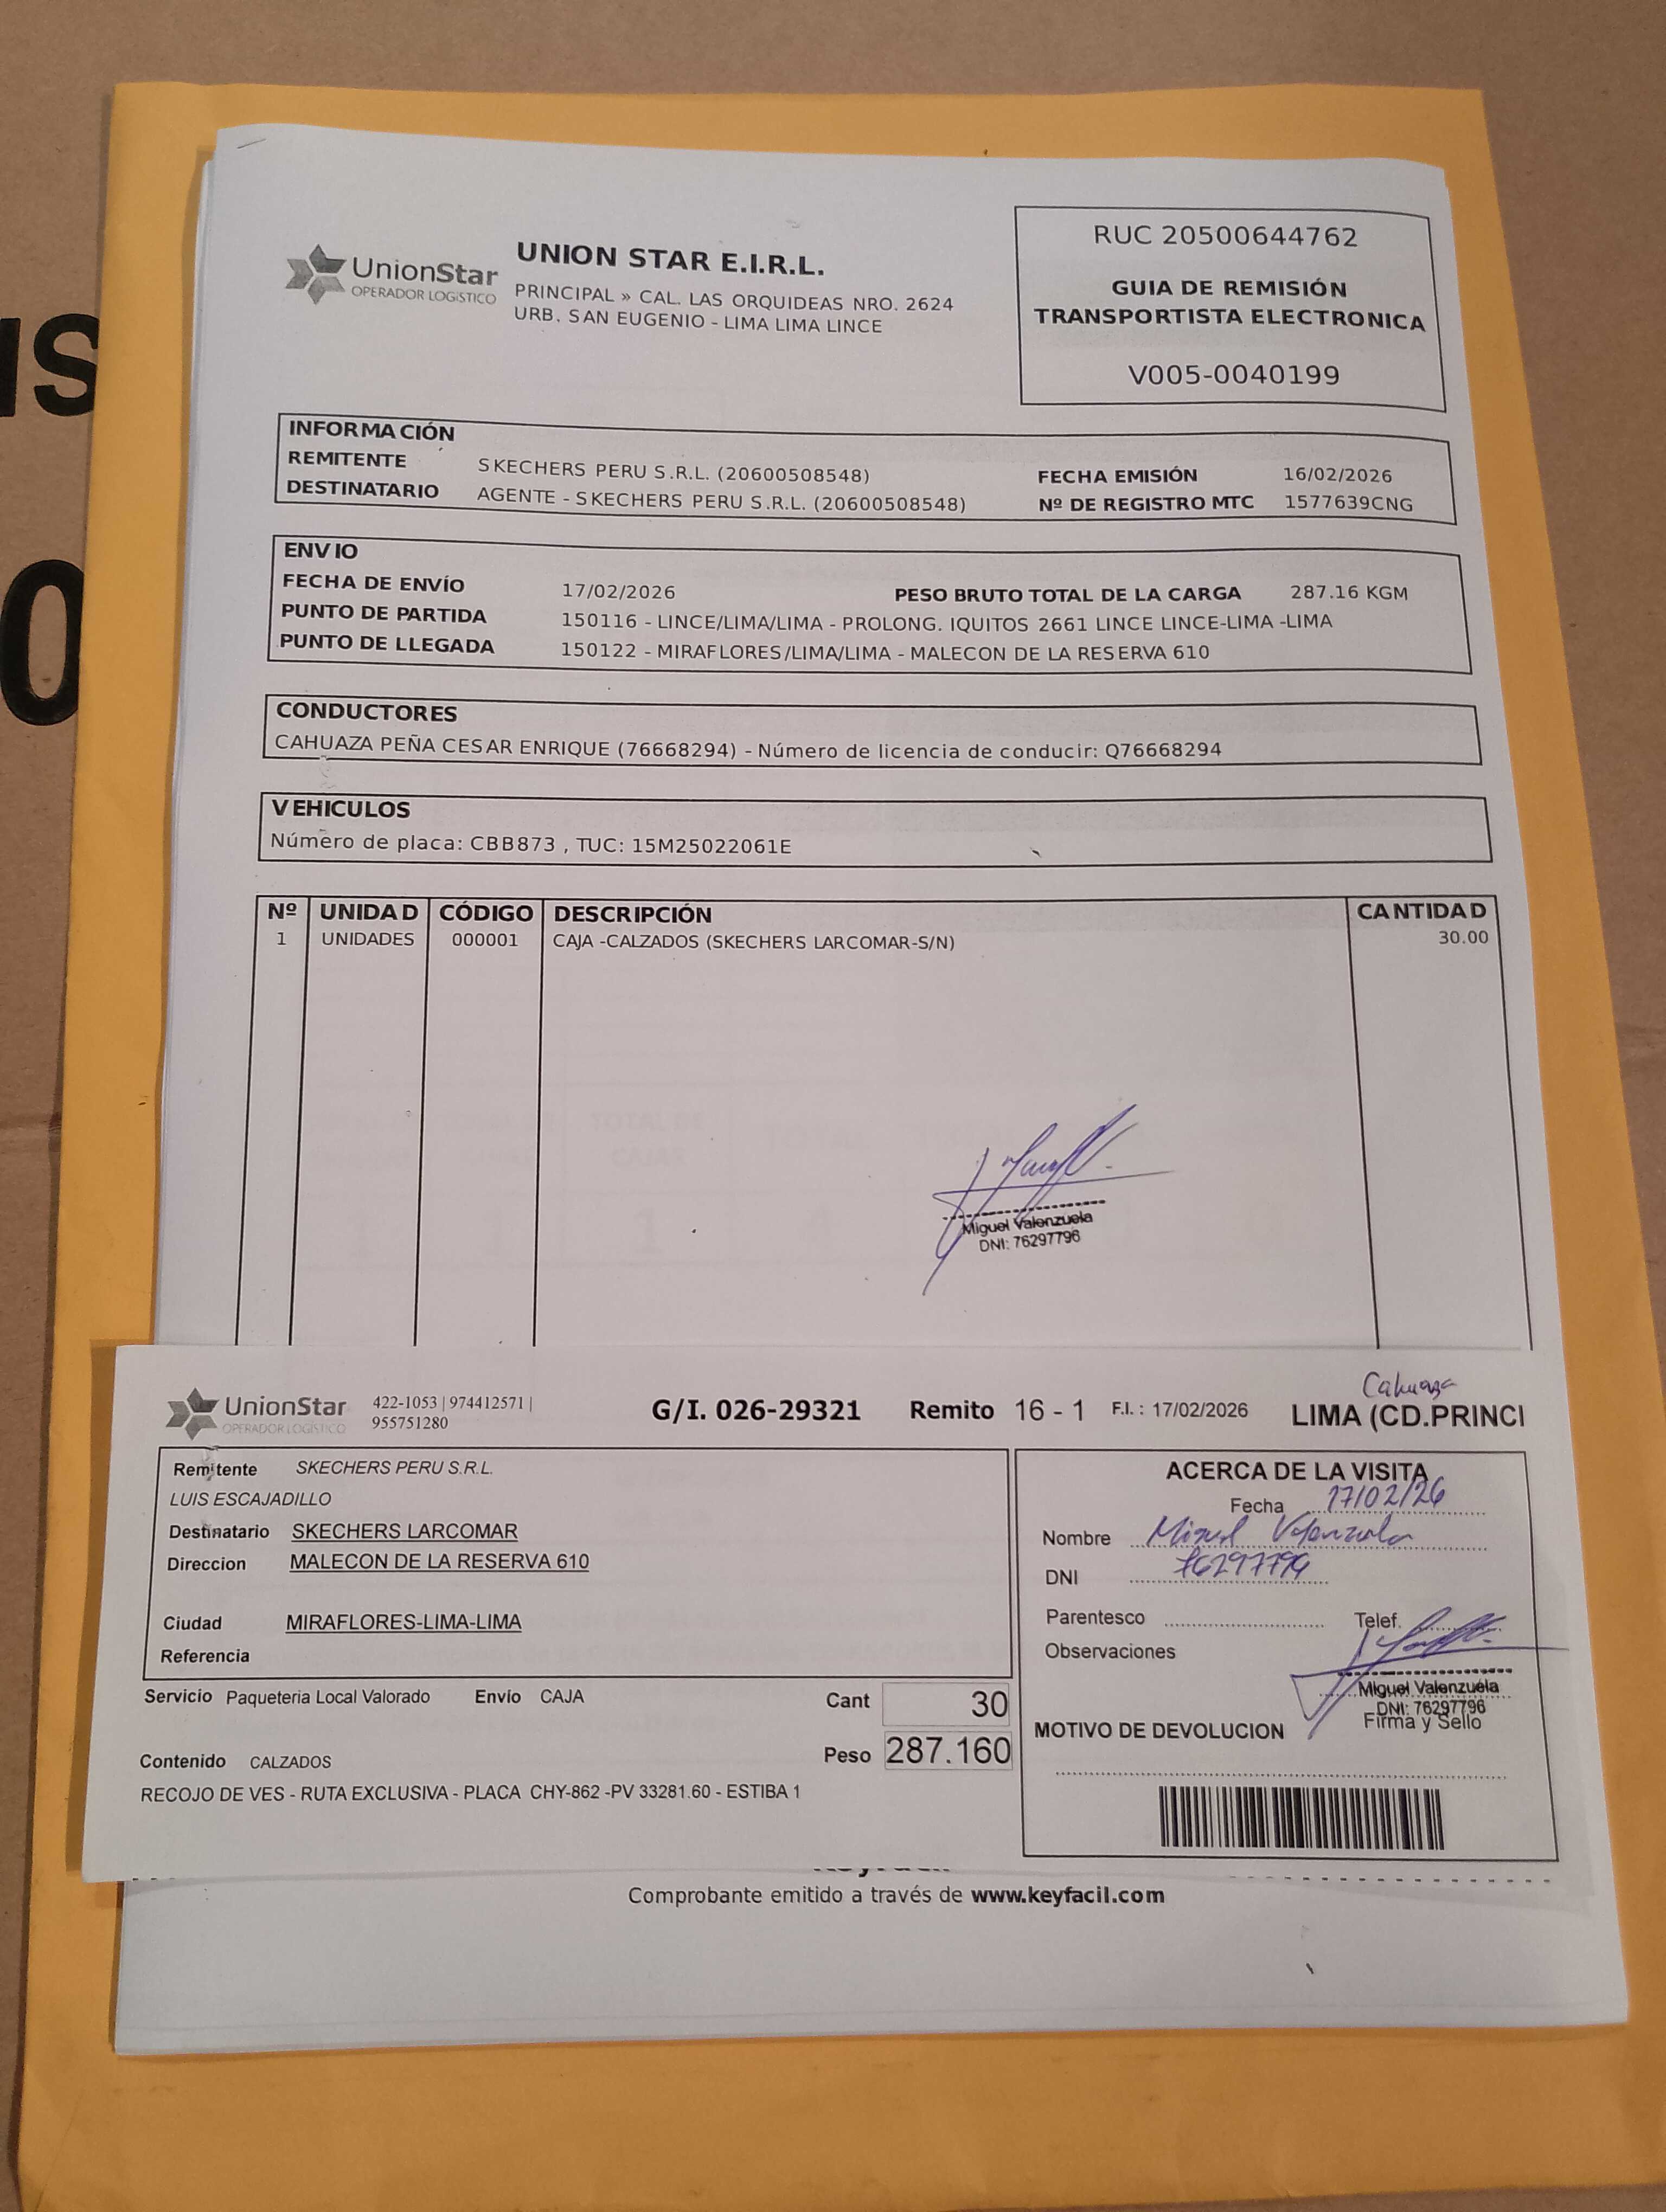 UnionStar
OPERADOR LOGÍSTICO
UNION STAR E.I.R.L.
PRINCIPAL » CAL. LAS ORQUIDEAS NRO. 2624
URB. SAN EUGENIO - LIMA LIMA LINCE
RUC 20500644762
GUIA DE REMISIÓN
TRANSPORTISTA ELECTRONICA
V005-0040199
INFORMACIÓN
REMITENTE SKECHERS PERU S.R.L. (20600508548) FECHA EMISIÓN 16/02/2026
DESTINATARIO AGENTE - SKECHERS PERU S.R.L. (20600508548) Nº DE REGISTRO MTC 1577639CNG
ENVIO
FECHA DE ENVÍO 17/02/2026 PESO BRUTO TOTAL DE LA CARGA 287.16 KGM
PUNTO DE PARTIDA 150116 - LINCE/LIMA/LIMA - PROLONG. IQUITOS 2661 LINCE LINCE-LIMA -LIMA
PUNTO DE LLEGADA 150122 - MIRAFLORES/LIMA/LIMA - MALECON DE LA RESERVA 610
CONDUCTORES
CAHUAZA PEÑA CESAR ENRIQUE (76668294) - Número de licencia de conducir: Q76668294
VEHICULOS
Número de placa: CBB873 , TUC: 15M25022061E
Nº UNIDAD CÓDIGO DESCRIPCIÓN CANTIDAD
1 UNIDADES 000001 CAJA -CALZADOS (SKECHERS LARCOMAR-S/N) 30.00
TOTAL DE
CAJAS
TOTAL
Miguel Valenzuela
DNI: 76297796
UnionStar
OPERADOR LOGÍSTICO
422-1053 | 974412571 |
955751280
G/I. 026-29321 Remito 16 - 1 F.I. : 17/02/2026
Cahuaza
LIMA (CD.PRINCI
Remitente SKECHERS PERU S.R.L.
LUIS ESCAJADILLO
Destinatario SKECHERS LARCOMAR
Direccion MALECON DE LA RESERVA 610
Ciudad MIRAFLORES-LIMA-LIMA
Referencia
Servicio Paqueteria Local Valorado Envío CAJA Cant 30
Contenido CALZADOS Peso 287.160
RECOJO DE VES - RUTA EXCLUSIVA - PLACA CHY-862 -PV 33281.60 - ESTIBA 1
ACERCA DE LA VISITA
Fecha 17/02/26
Nombre Miguel Valenzuela
DNI 76297796
Parentesco Telef.
Observaciones
Miguel Valenzuela
DNI: 76297796
Firma y Sello
MOTIVO DE DEVOLUCION
Comprobante emitido a través de www.keyfacil.com